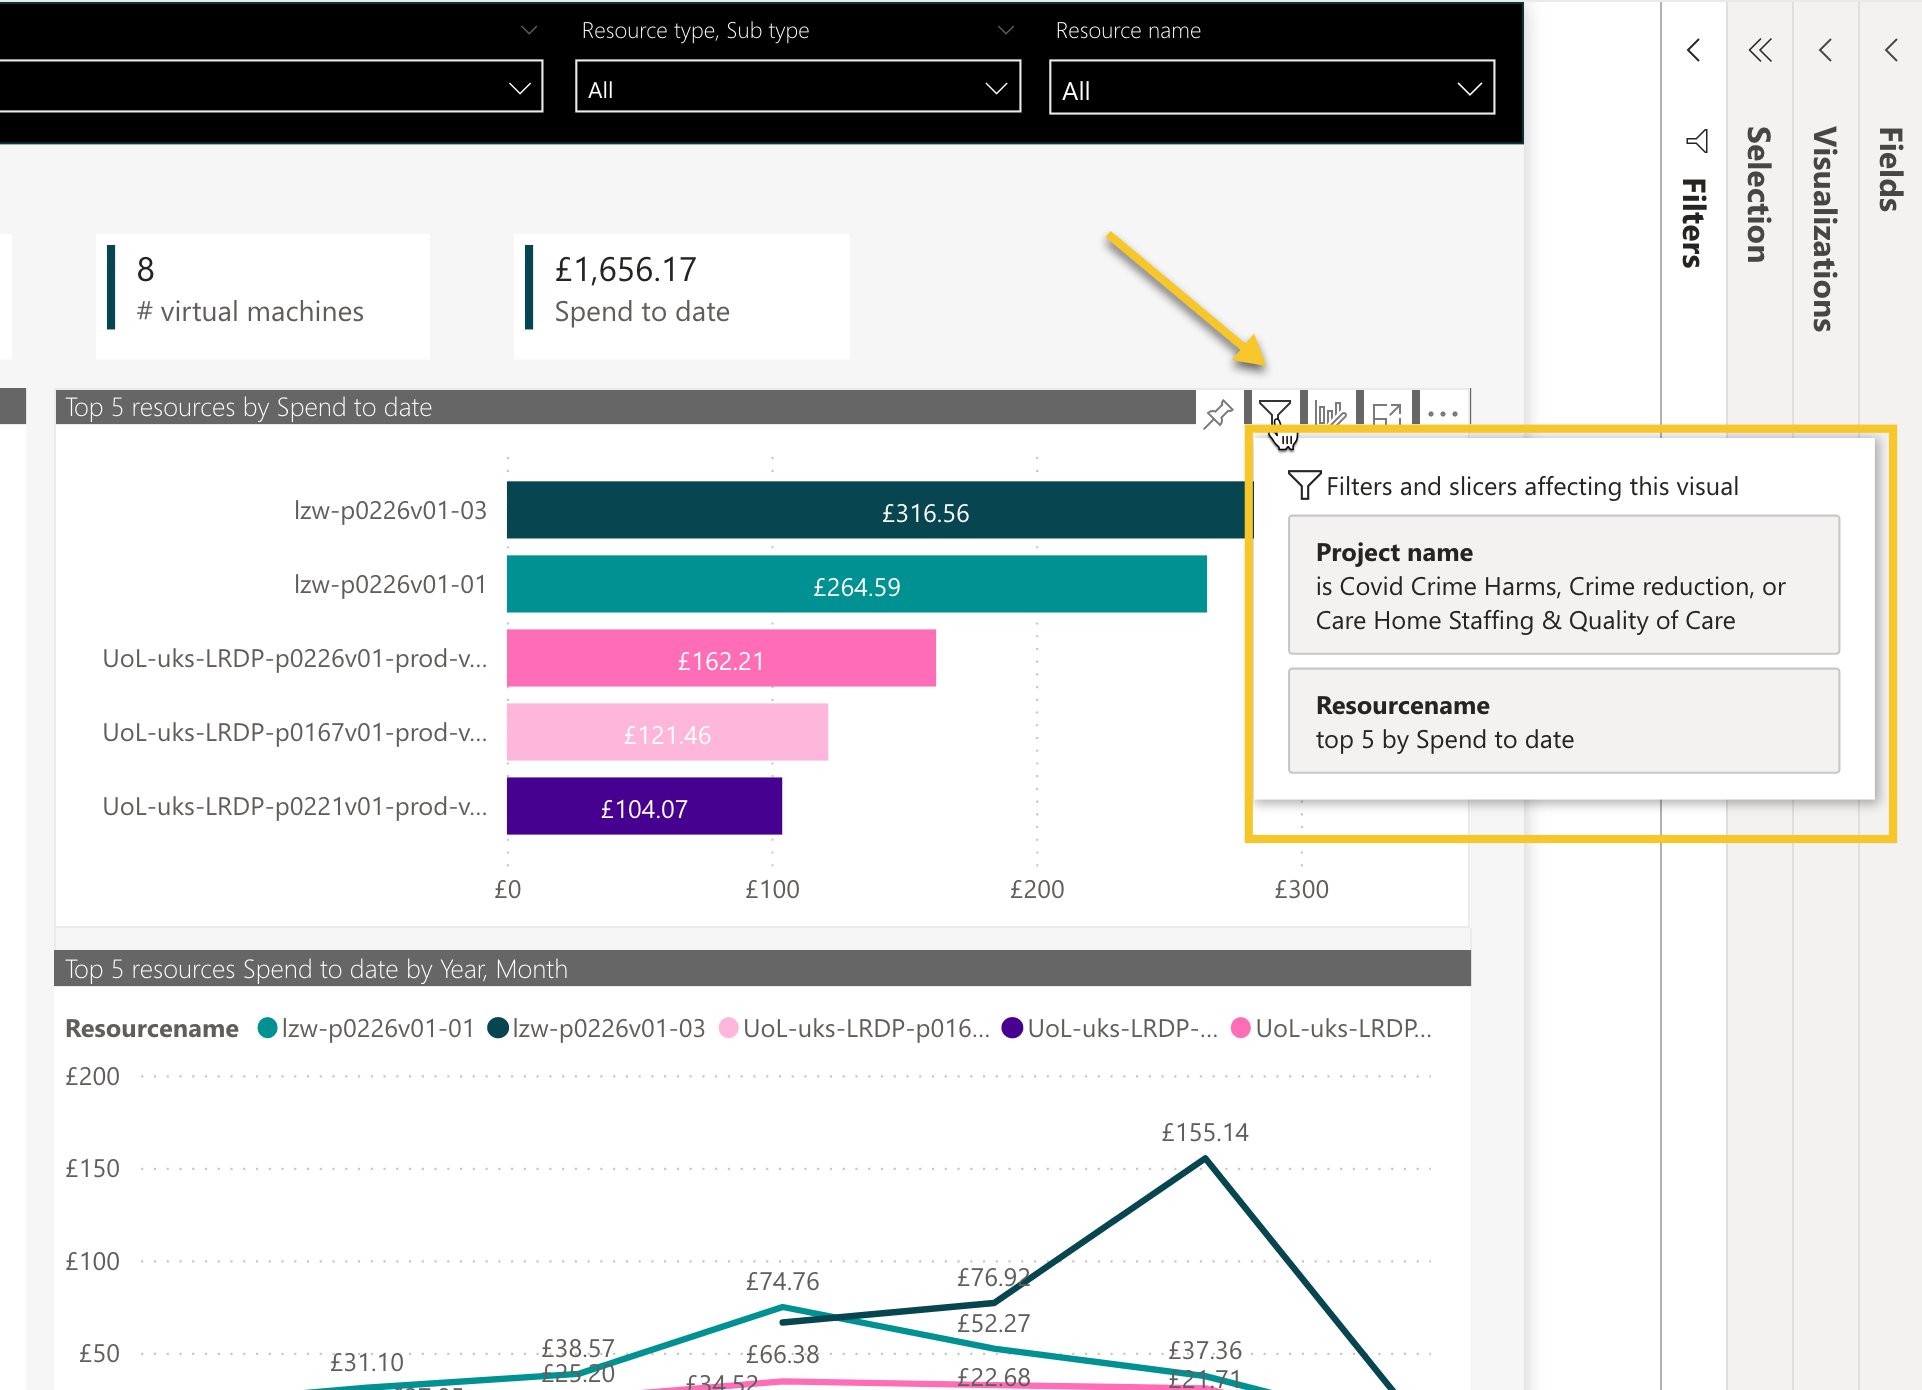 Resource type, Sub type
Resource name
All
All
Filters
Selection
Visualizations
Fields
8
# virtual machines
£1,656.17
Spend to date
Top 5 resources by Spend to date
lzw-p0226v01-03
£316.56
lzw-p0226v01-01
£264.59
UoL-uks-LRDP-p0226v01-prod-v...
£162.21
UoL-uks-LRDP-p0167v01-prod-v...
£121.46
UoL-uks-LRDP-p0221v01-prod-v...
£104.07
£0
£100
£200
£300
Filters and slicers affecting this visual
Project name
is Covid Crime Harms, Crime reduction, or
Care Home Staffing & Quality of Care
Resourcename
top 5 by Spend to date
Top 5 resources Spend to date by Year, Month
Resourcename lzw-p0226v01-01 lzw-p0226v01-03 UoL-uks-LRDP-p016... UoL-uks-LRDP-... UoL-uks-LRDP...
£200
£150
£100
£50
£155.14
£74.76
£76.92
£52.27
£31.10
£38.57
£25.20
£66.38
£34.52
£22.68
£37.36
£21.71